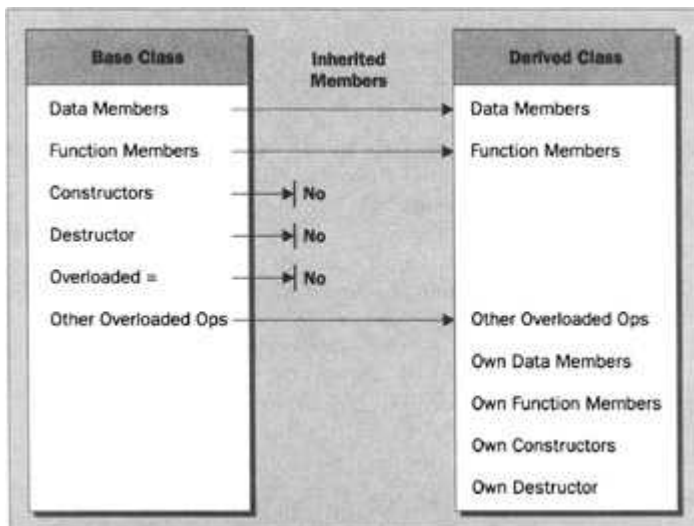 Base Class
Inherited
Members
Derived Class
Data Members
Data Members
Function Members
Function Members
Constructors
No
Destructor
No
Overloaded =
No
Other Overloaded Ops
Other Overloaded Ops
Own Data Members
Own Function Members
Own Constructors
Own Destructor